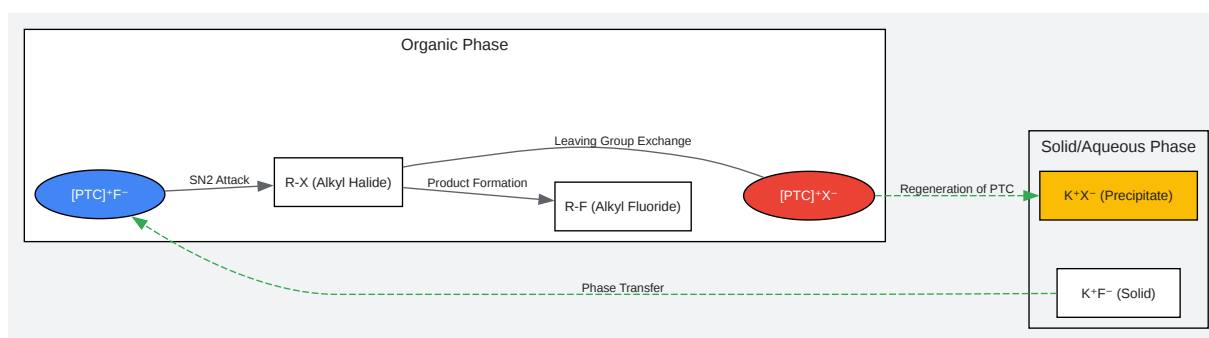 Organic Phase
Leaving Group Exchange
Solid/Aqueous Phase
SN2 Attack
R-X (Alkyl Halide)
Product Formation
[PTC]⁺F⁻
R-F (Alkyl Fluoride)
[PTC]⁺X⁻
Regeneration of PTC
K⁺X⁻ (Precipitate)
Phase Transfer
K⁺F⁻ (Solid)